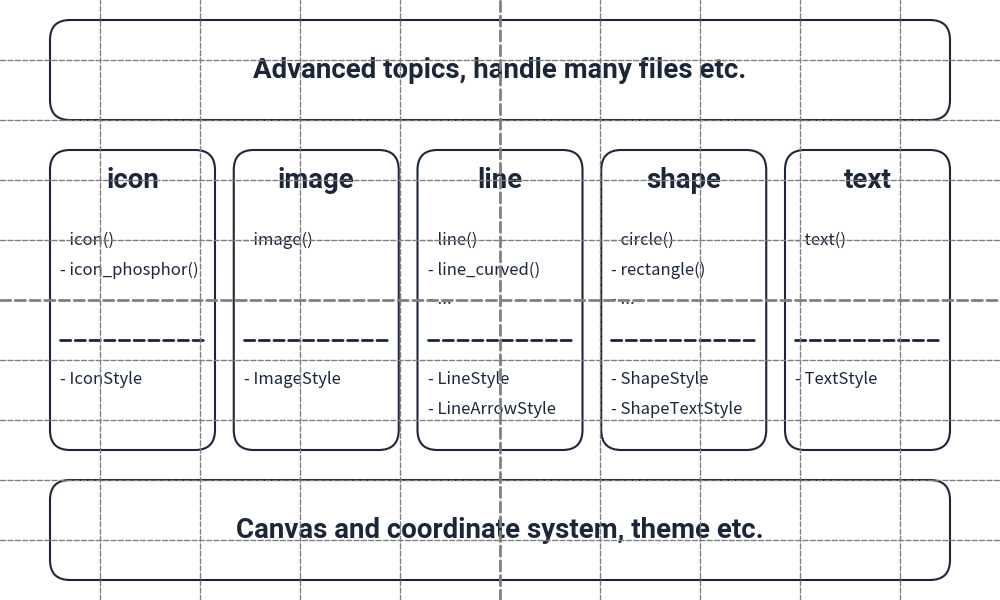 Advanced topics, handle many files etc.
icon
- icon()
- icon_phosphor()
- IconStyle
image
- image()
- ImageStyle
line
- line()
- line_curved()
- ...
- LineStyle
- LineArrowStyle
shape
- circle()
- rectangle()
- ...
- ShapeStyle
- ShapeTextStyle
text
- text()
- TextStyle
Canvas and coordinate system, theme etc.